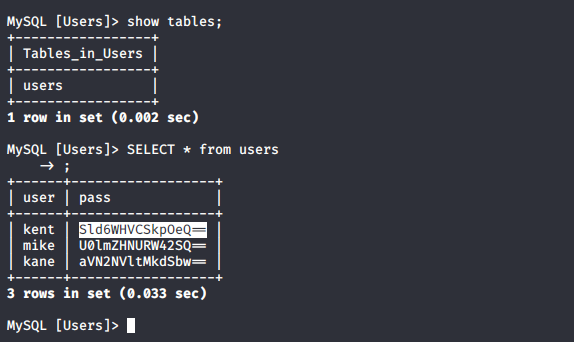 MySQL [Users]> show tables;
+-----------------+
| Tables_in_Users |
+-----------------+
| users           |
+-----------------+
1 row in set (0.002 sec)
MySQL [Users]> SELECT * from users
    -> ;
+------+------------------+
| user | pass             |
+------+------------------+
| kent | Sld6WHVCSkpOeQ== |
| mike | U0lmZHNURW42SQ== |
| kane | aVN2NVltMkdSbw== |
+------+------------------+
3 rows in set (0.033 sec)
MySQL [Users]>